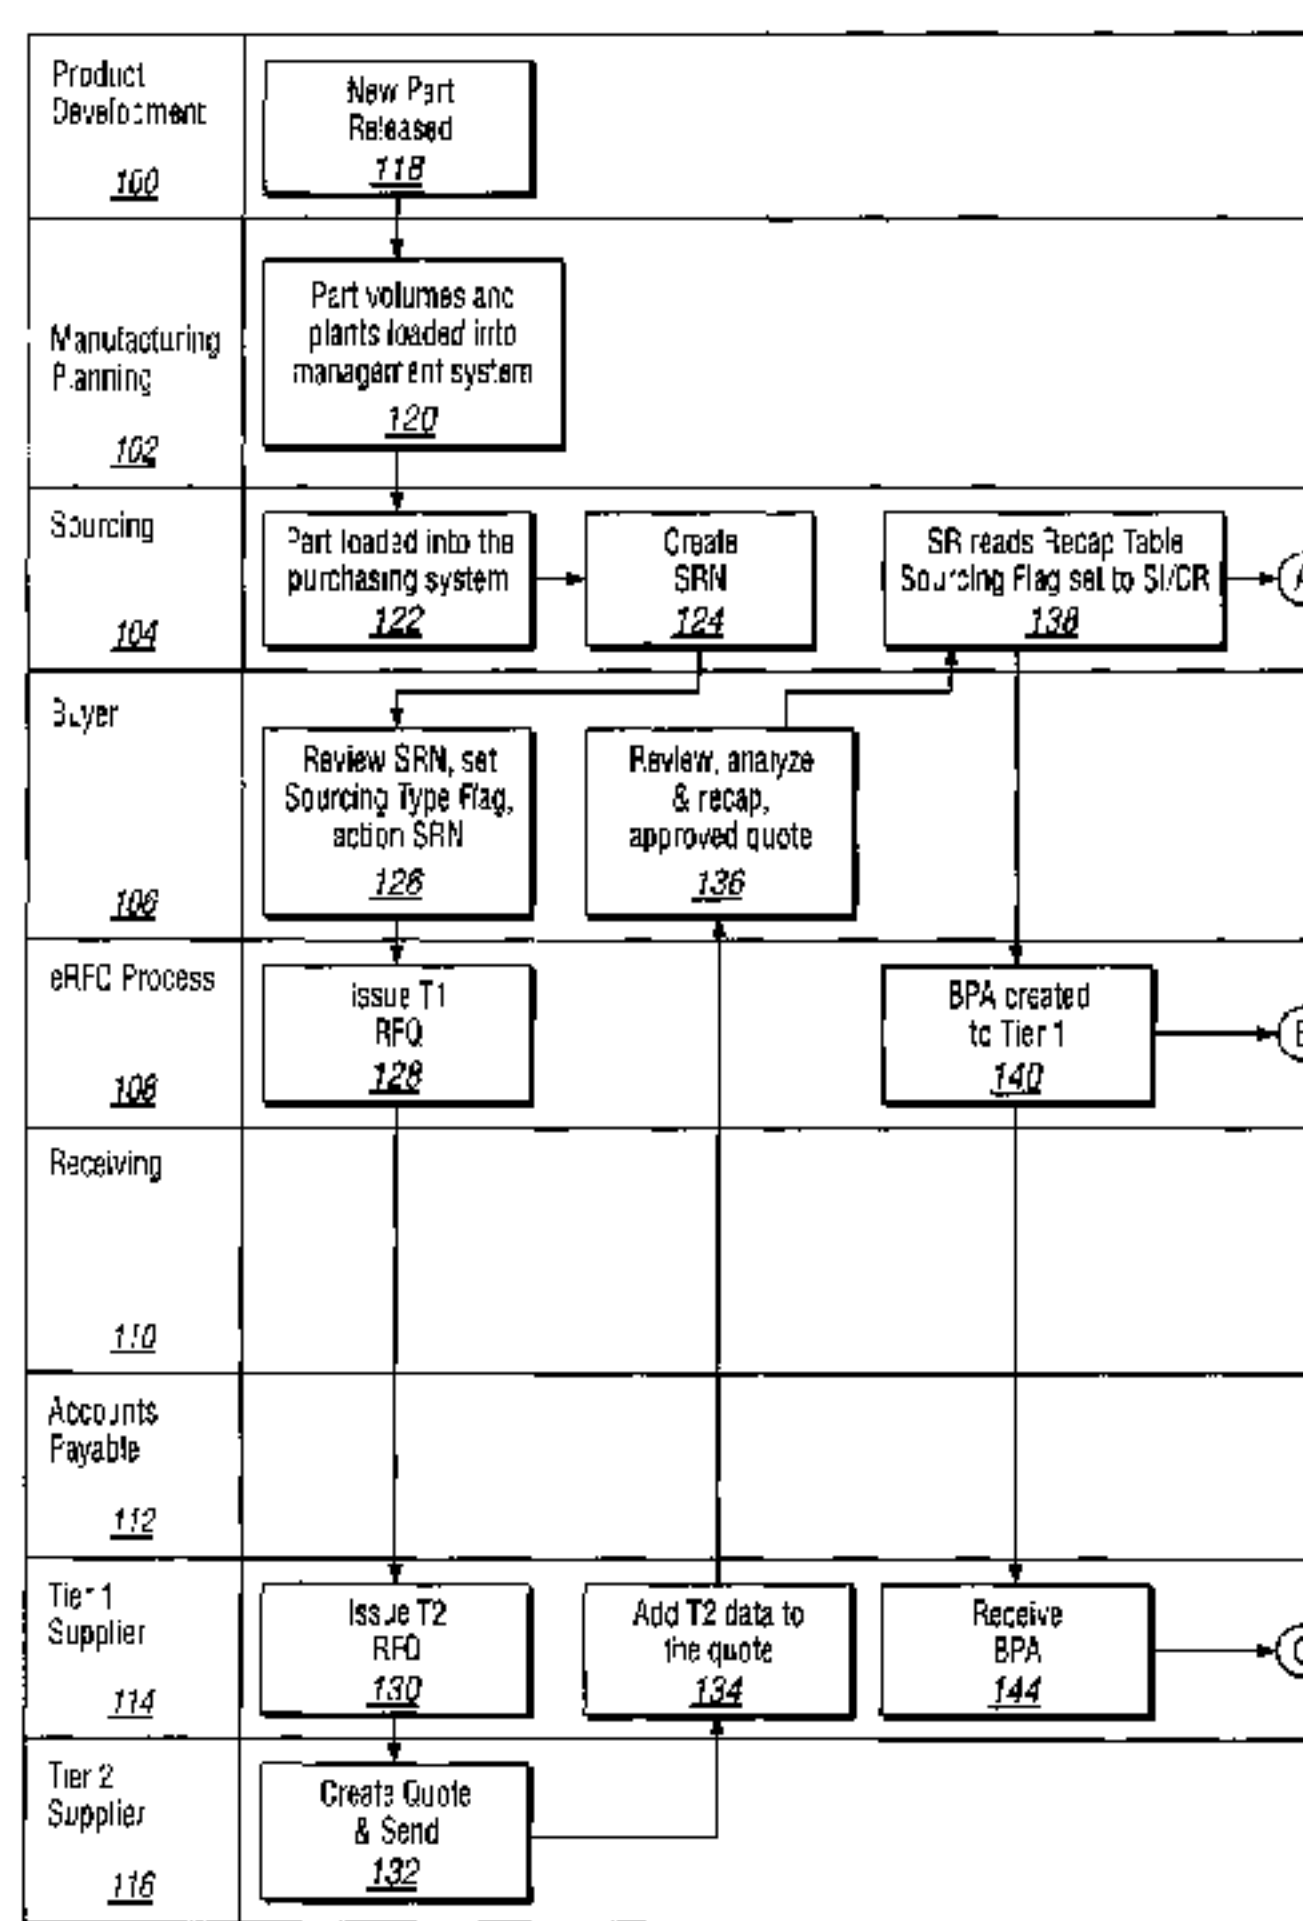 Product
Development
100
New Part
Released
118
Manufacturing
Planning
102
Part volumes and
plants loaded into
management system
120
Sourcing
104
Part loaded into the
purchasing system
122
Create
SRN
124
SR reads Recap Table
Sourcing Flag set to SI/CR
138
A
Buyer
106
Review SRN, set
Sourcing Type Flag,
action SRN
126
Review, analyze
& recap,
approved quote
136
eRFQ Process
108
issue T1
RFQ
128
BPA created
to Tier 1
140
Receiving
110
Accounts
Payable
112
Tier 1
Supplier
114
Issue T2
RFQ
130
Add T2 data to
the quote
134
Receive
BPA
144
Tier 2
Supplier
116
Create Quote
& Send
132